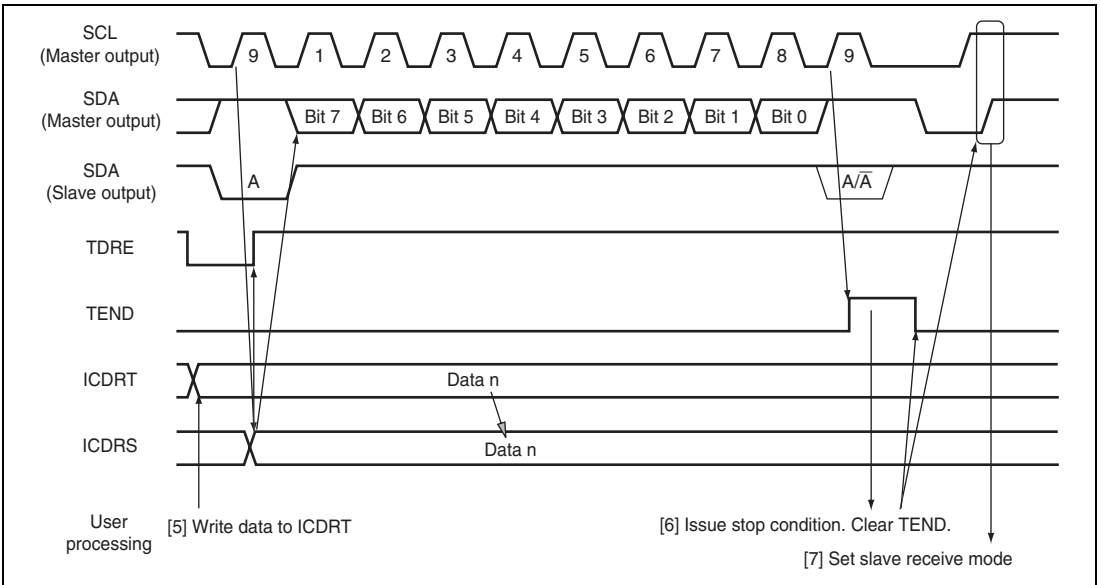 SCL
(Master output)
9 1 2 3 4 5 6 7 8 9
SDA
(Master output)
Bit 7 Bit 6 Bit 5 Bit 4 Bit 3 Bit 2 Bit 1 Bit 0
SDA
(Slave output)
A A/A̅
TDRE
TEND
ICDRT
Data n
ICDRS
Data n
User
processing
[5] Write data to ICDRT
[6] Issue stop condition. Clear TEND.
[7] Set slave receive mode